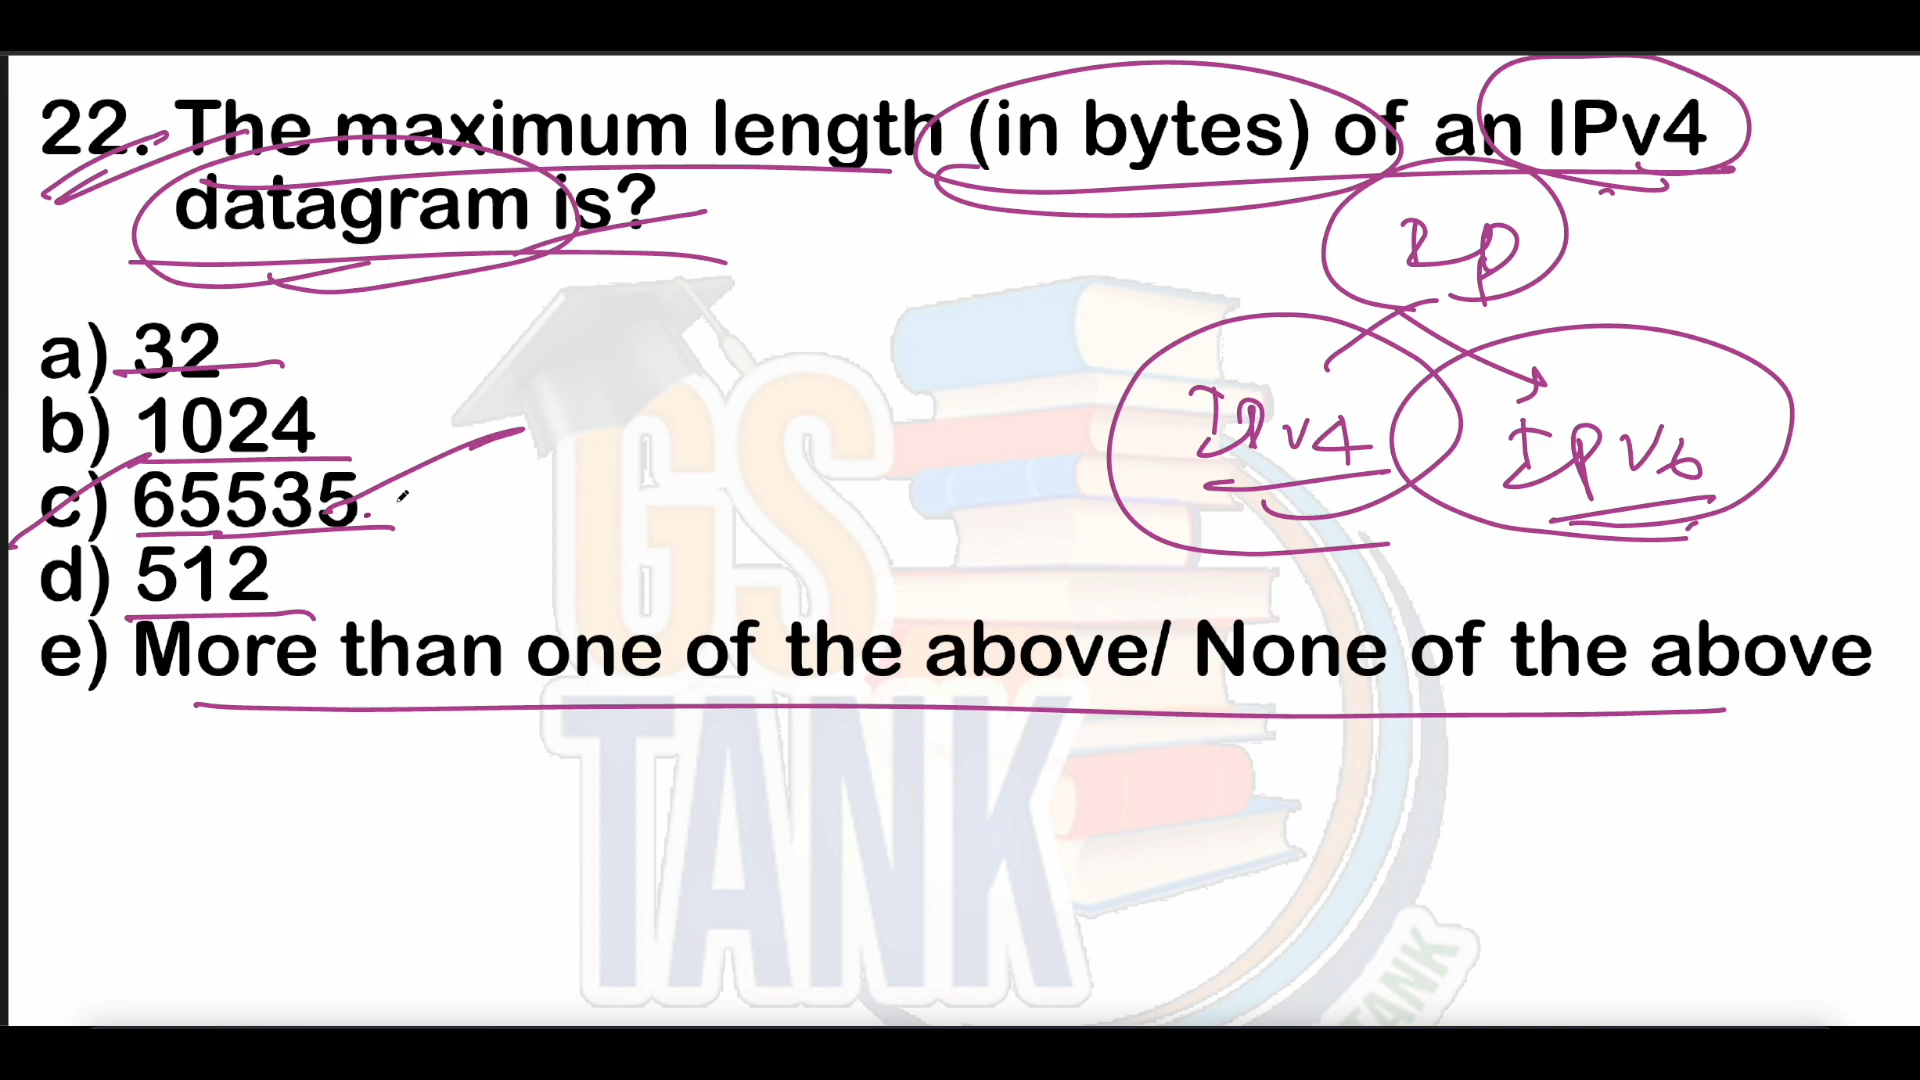 22. The maximum length (in bytes) of an IPv4
datagram is?
IP
a) 32
b) 1024
IPv4
IPv6
c) 65535
d) 512
e) More than one of the above/ None of the above
GS
TANK
TANK